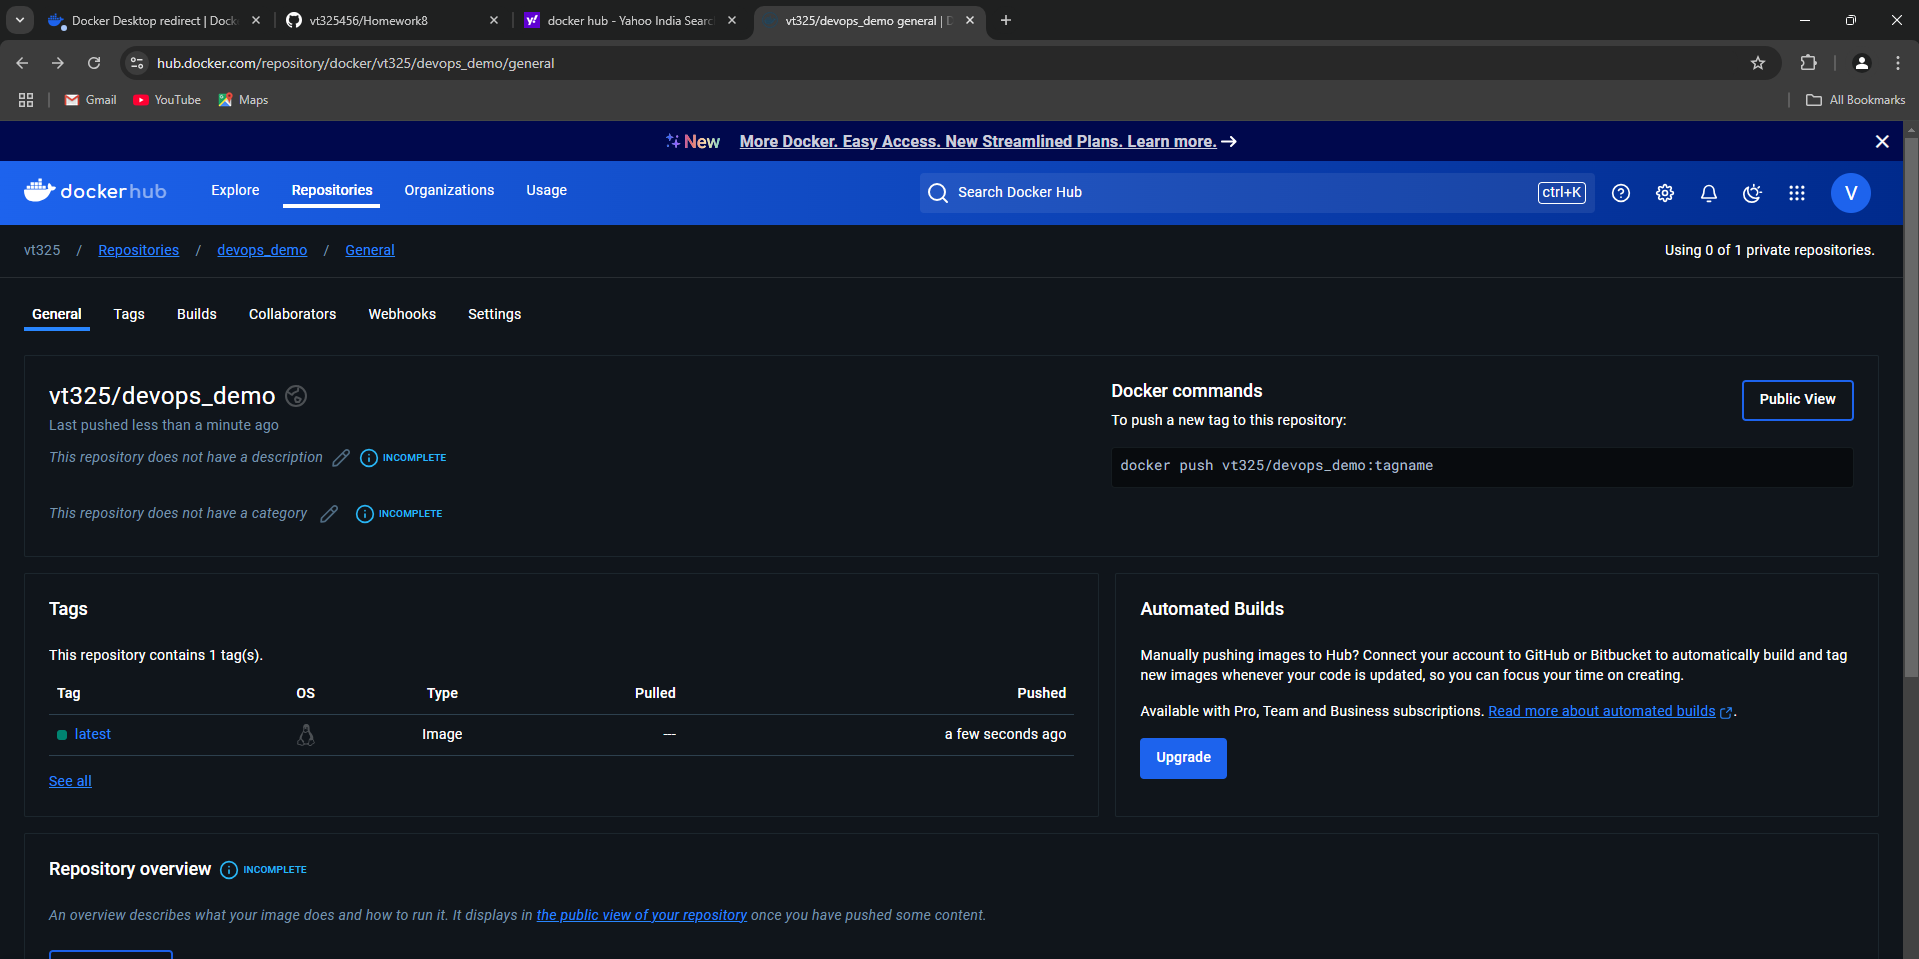 Docker Desktop redirect | Dock
vt325456/Homework8
docker hub - Yahoo India Searc
vt325/devops_demo general | D
hub.docker.com/repository/docker/vt325/devops_demo/general
Gmail
YouTube
Maps
All Bookmarks
New More Docker. Easy Access. New Streamlined Plans. Learn more. →
dockerhub
Explore
Repositories
Organizations
Usage
Search Docker Hub
ctrl+K
V
vt325 / Repositories / devops_demo / General
Using 0 of 1 private repositories.
General
Tags
Builds
Collaborators
Webhooks
Settings
vt325/devops_demo
Last pushed less than a minute ago
This repository does not have a description
INCOMPLETE
This repository does not have a category
INCOMPLETE
Docker commands
Public View
To push a new tag to this repository:
docker push vt325/devops_demo:tagname
Tags
This repository contains 1 tag(s).
Tag OS Type Pulled Pushed
latest Image --- a few seconds ago
See all
Automated Builds
Manually pushing images to Hub? Connect your account to GitHub or Bitbucket to automatically build and tag
new images whenever your code is updated, so you can focus your time on creating.
Available with Pro, Team and Business subscriptions. Read more about automated builds.
Upgrade
Repository overview
INCOMPLETE
An overview describes what your image does and how to run it. It displays in the public view of your repository once you have pushed some content.